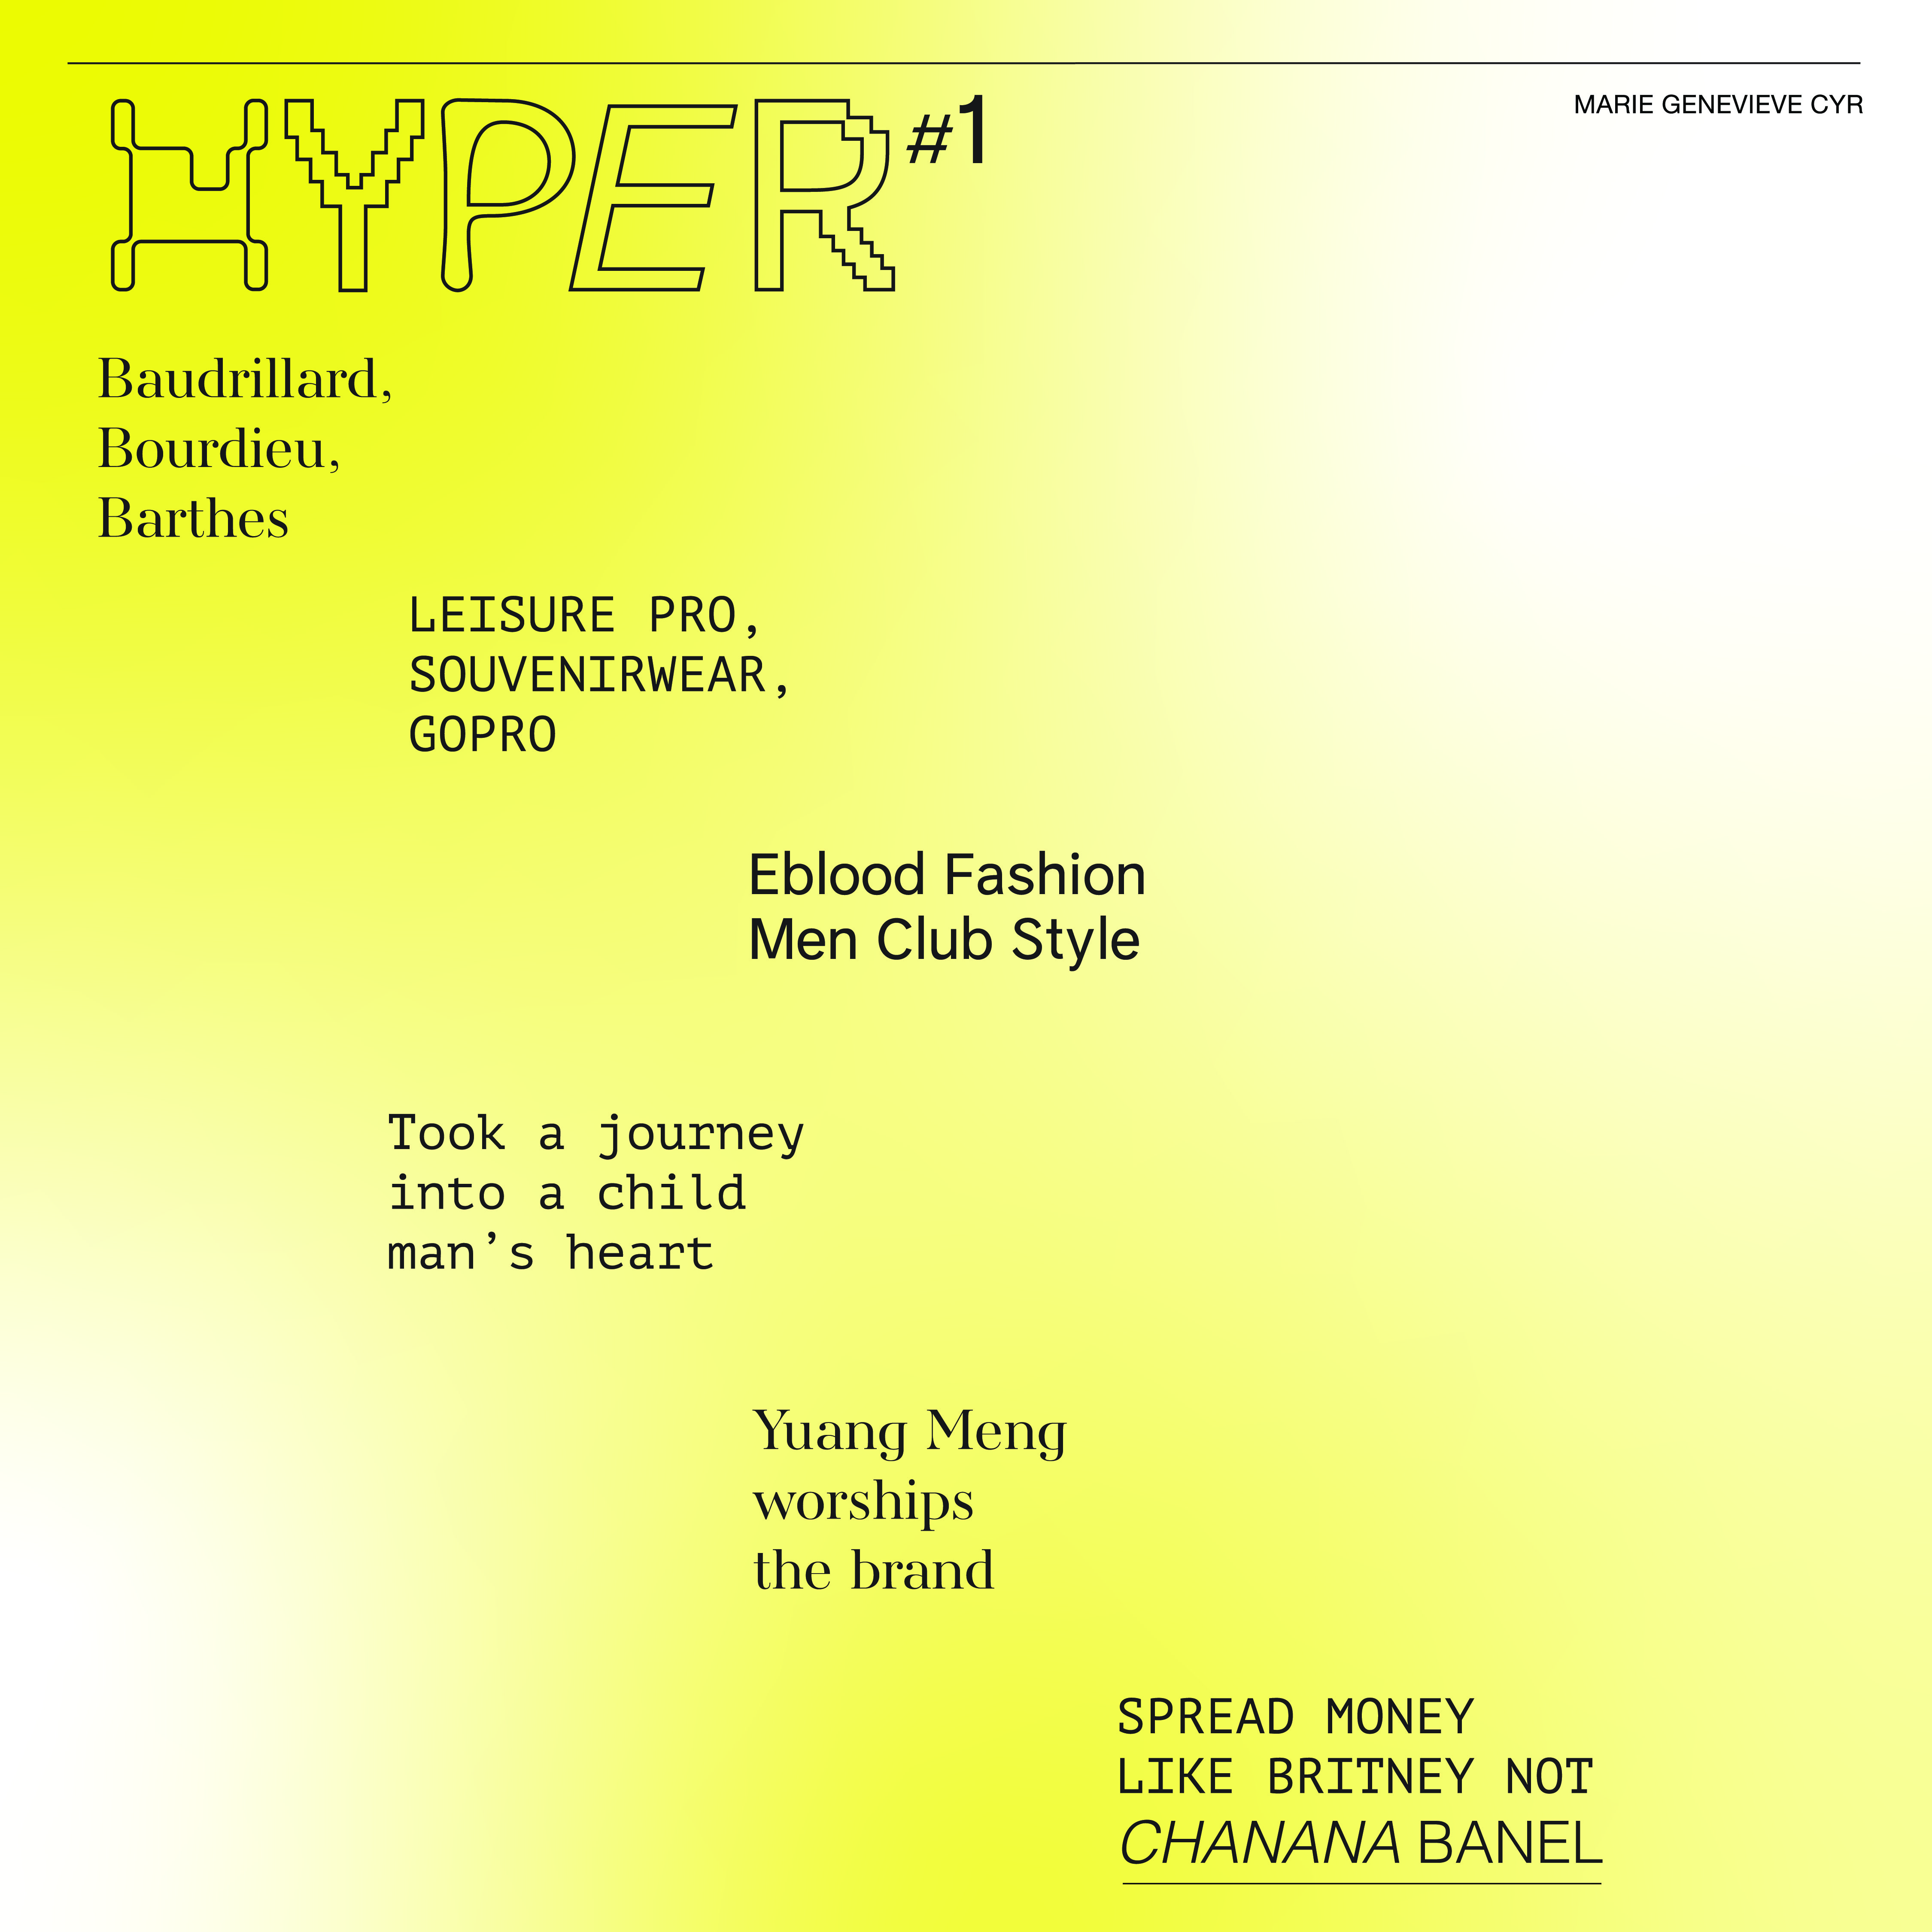 HYPER #1
MARIE GENEVIEVE CYR
Baudrillard,
Bourdieu,
Barthes
LEISURE PRO,
SOUVENIRWEAR,
GOPRO
Eblood Fashion
Men Club Style
Took a journey
into a child
man’s heart
Yuang Meng
worships
the brand
SPREAD MONEY
LIKE BRITNEY NOT
CHANANA BANEL